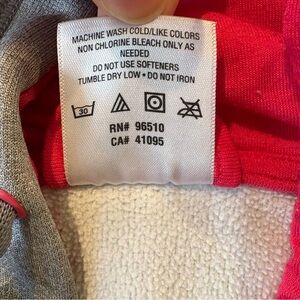 MACHINE WASH COLD/LIKE COLORS
NON CHLORINE BLEACH ONLY AS
NEEDED
DO NOT USE SOFTENERS
TUMBLE DRY LOW • DO NOT IRON
30
RN# 96510
CA# 41095